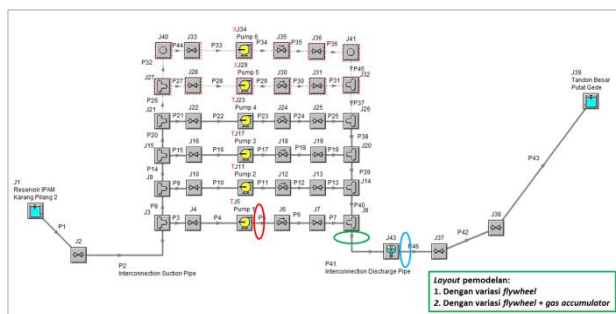 J40 J33 XJ34 J35 J36 J41
P44 P33 Pump 6 P34 P35 P36
P32 P45
J27 J28 XJ29 J30 J31 J32
P27 P28 Pump 5 P29 P30 P31
P26 P37
J21 J22 TJ23 J24 J25 J26
P21 P22 Pump 4 P23 P24 P25
P20 P38
J15 J16 TJ17 J18 J19 J20
P15 P16 Pump 3 P17 P18 P19
P14 P39
J9 J10 TJ11 J12 J13 J14
P9 P10 Pump 2 P11 P12 P13
P8 P40
J3 J4 TJ5 J6 J7 J8
P3 P4 Pump 1 P6 P7
J39
Tandon Besar
Putat Gede
P43
J1
Resenoir IPAM
Karang Pilang 2
P1
J2
P2
Interconnection Suction Pipe
P41
Interconnection Discharge Pipe
J43
P46
J37
P42
J38
Layout pemodelan:
1. Dengan variasi flywheel
2. Dengan variasi flywheel + gas accumulator